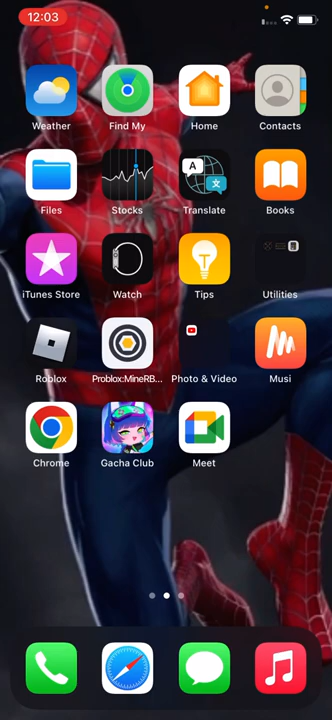 12:03
Weather Find My Home Contacts
A
文
Files Stocks Translate Books
iTunes Store Watch Tips Utilities
Roblox Problox:MineRB... Photo & Video Musi
Chrome Gacha Club Meet